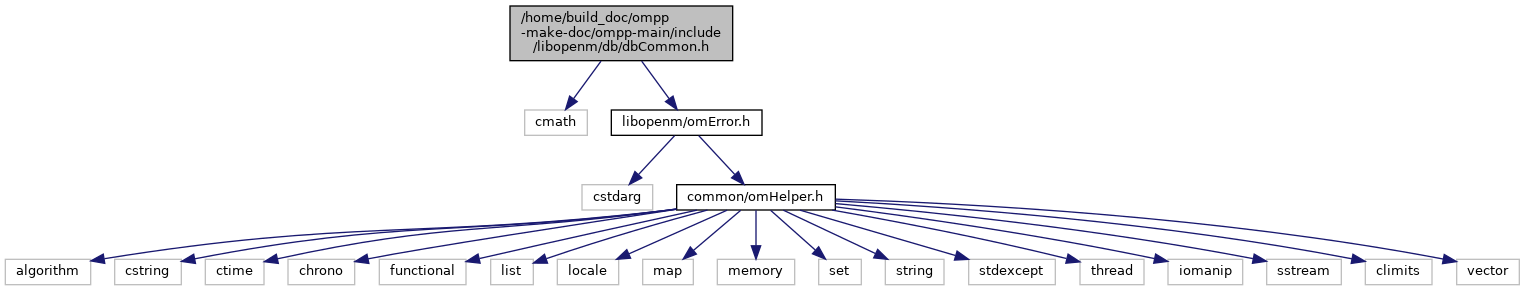 /home/build_doc/ompp
-make-doc/ompp-main/include
/libopenm/db/dbCommon.h
cmath
libopenm/omError.h
cstdarg
common/omHelper.h
algorithm
cstring
ctime
chrono
functional
list
locale
map
memory
set
string
stdexcept
thread
iomanip
sstream
climits
vector